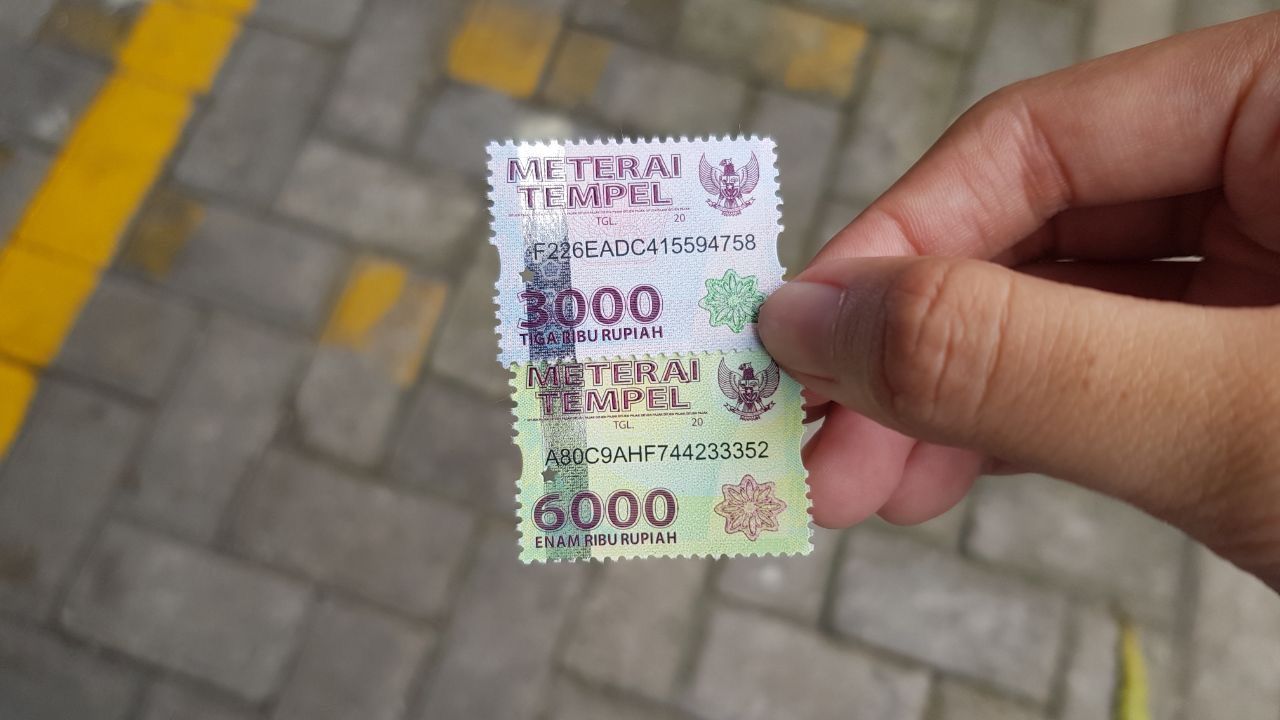 METERAI
TEMPEL
TGL. 20
F226EADC415594758
3000
TIGA RIBU RUPIAH
METERAI
TEMPEL
TGL. 20
A80C9AHF744233352
6000
ENAM RIBU RUPIAH